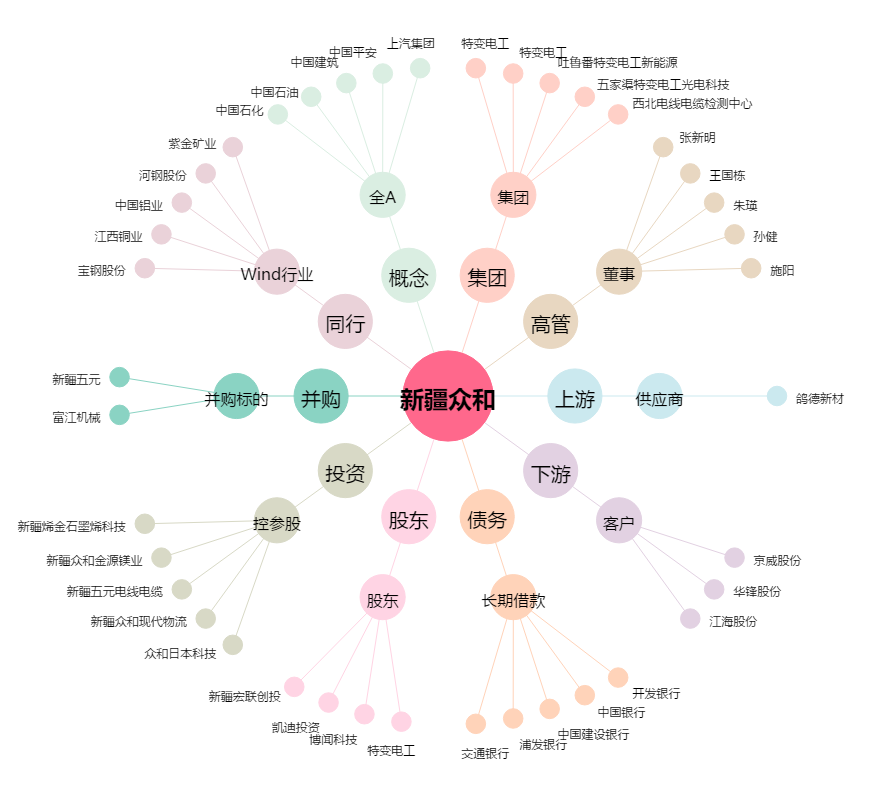 上汽集团
中国平安
中国建筑
中国石油
中国石化
全A
概念
特变电工
特变电工
吐鲁番特变电工新能源
五家渠特变电工光电科技
西北电线电缆检测中心
集团
集团
张新明
王国栋
朱瑛
孙健
施阳
董事
高管
紫金矿业
河钢股份
中国铝业
江西铜业
宝钢股份
Wind行业
同行
新疆众和
新疆五元
富江机械
并购标的
并购
上游
供应商
鸽德新材
投资
控参股
新疆烯金石墨烯科技
新疆众和金源镁业
新疆五元电线电缆
新疆众和现代物流
众和日本科技
股东
股东
新疆宏联创投
凯迪投资
博闻科技
特变电工
债务
长期借款
交通银行
浦发银行
中国建设银行
中国银行
开发银行
下游
客户
京威股份
华锋股份
江海股份